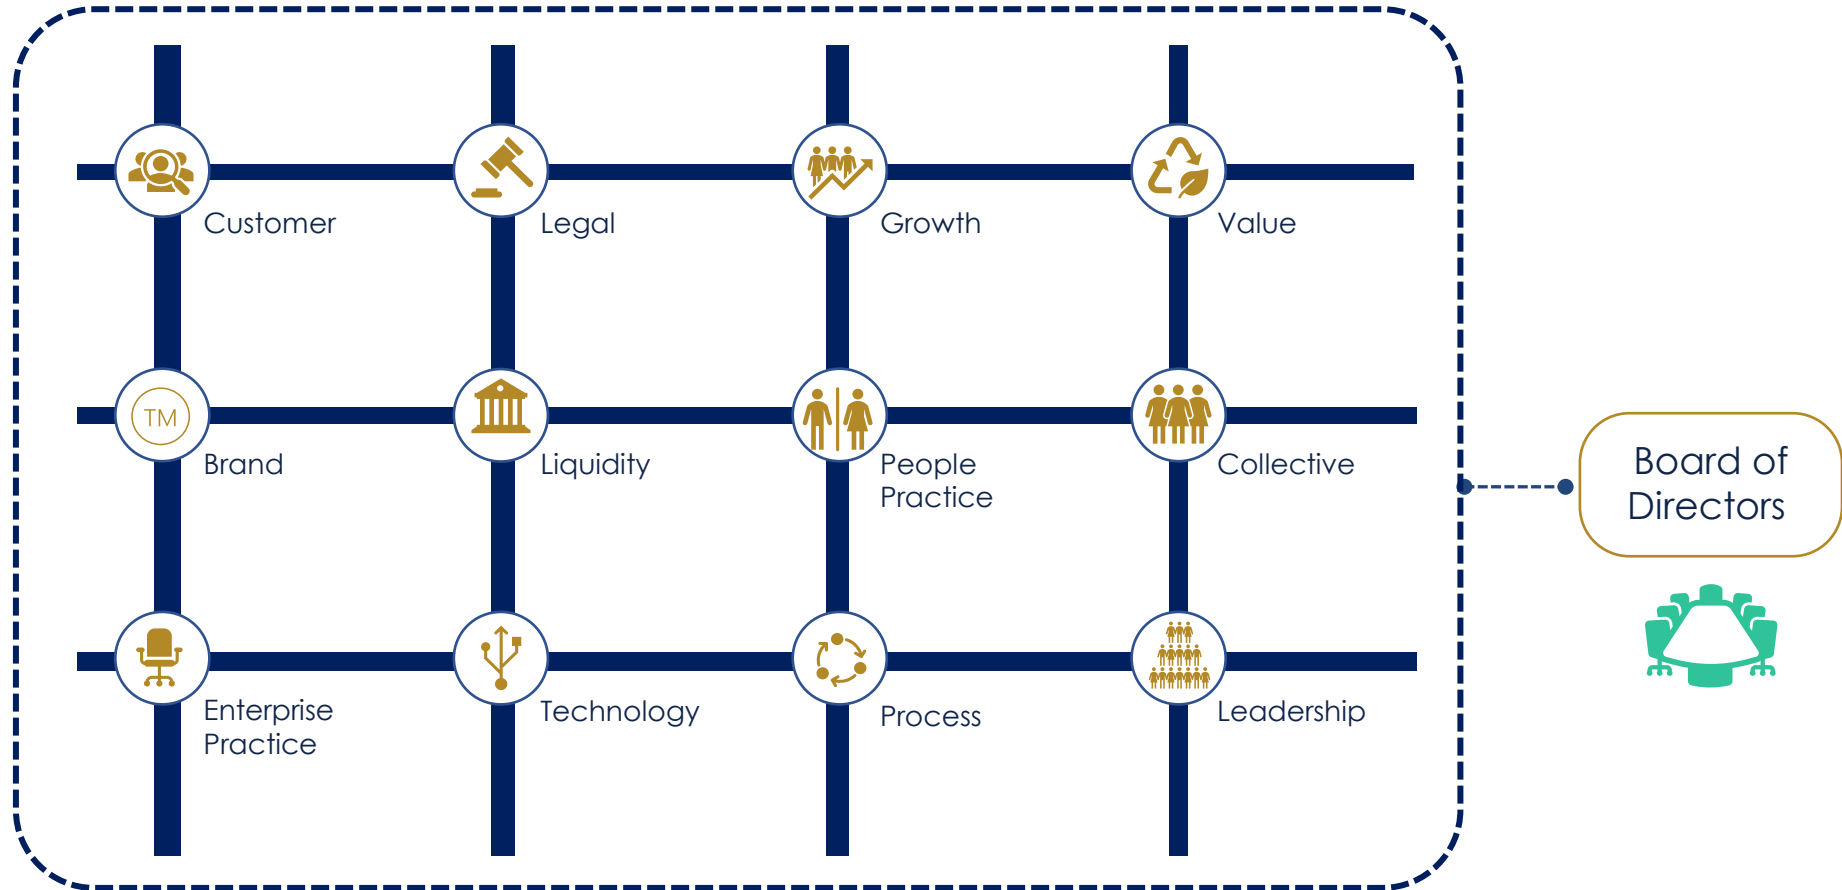 Customer
Legal
Growth
Value
TM
Brand
Liquidity
People
Practice
Collective
Board of
Directors
Enterprise
Practice
Technology
Process
Leadership